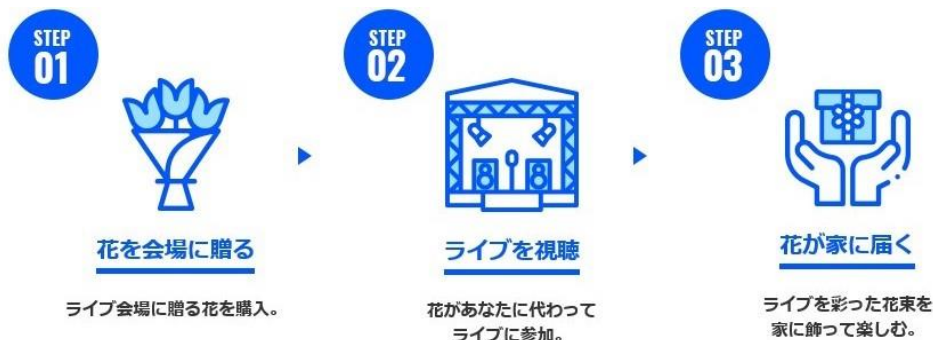 STEP
01
花を会場に贈る
ライブ会場に贈る花を購入。
STEP
02
ライブを視聴
花があなたに代わって
ライブに参加。
STEP
03
花が家に届く
ライブを彩った花束を
家に飾って楽しむ。